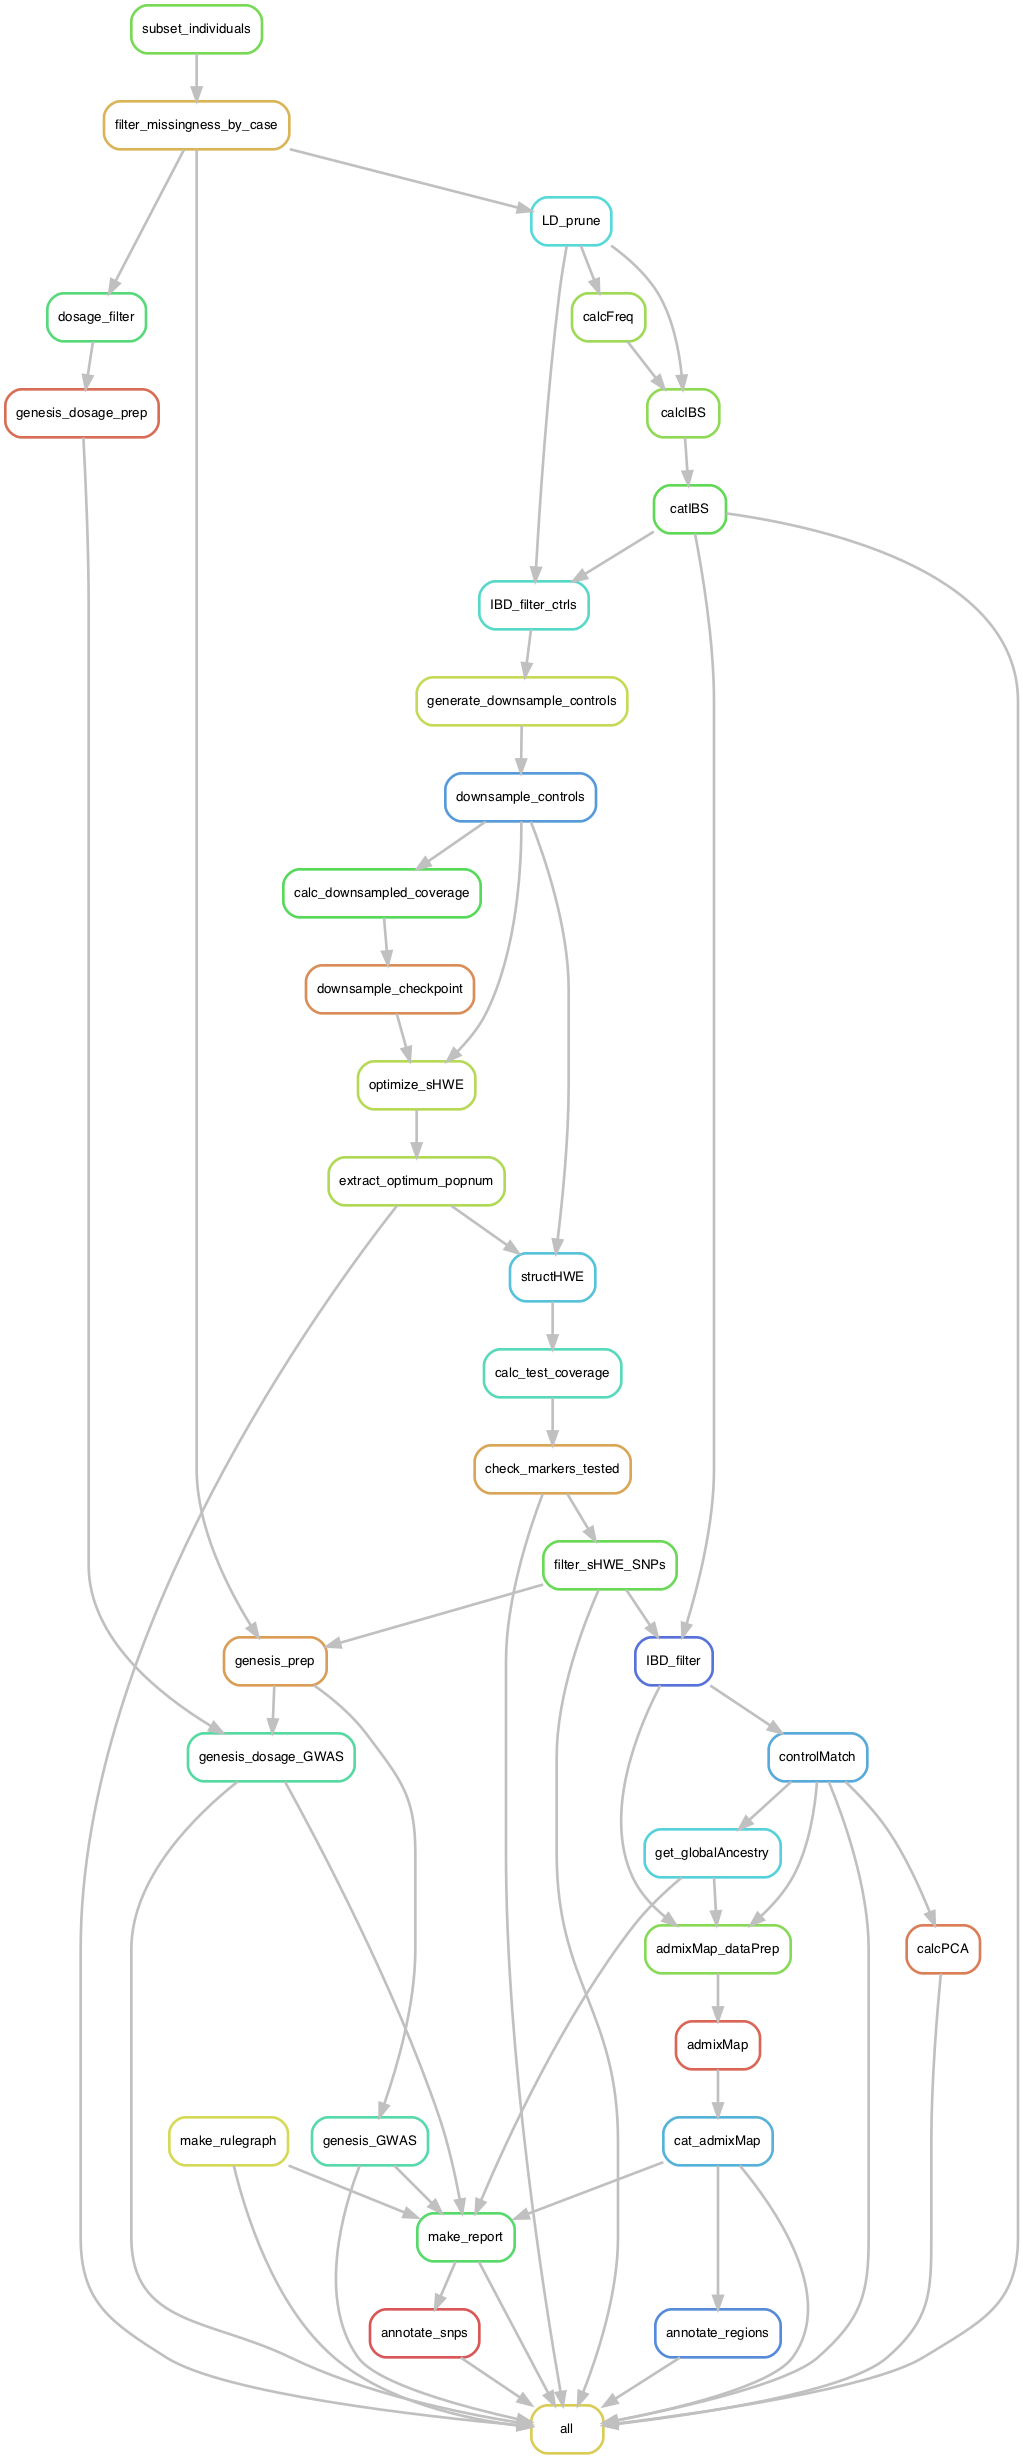 subset_individuals
filter_missingness_by_case
LD_prune
dosage_filter
calcFreq
genesis_dosage_prep
calcIBS
catIBS
IBD_filter_ctrls
generate_downsample_controls
downsample_controls
calc_downsampled_coverage
downsample_checkpoint
optimize_sHWE
extract_optimum_popnum
structHWE
calc_test_coverage
check_markers_tested
filter_sHWE_SNPs
genesis_prep
IBD_filter
genesis_dosage_GWAS
controlMatch
get_globalAncestry
admixMap_dataPrep
calcPCA
admixMap
make_rulegraph
genesis_GWAS
cat_admixMap
make_report
annotate_snps
annotate_regions
all